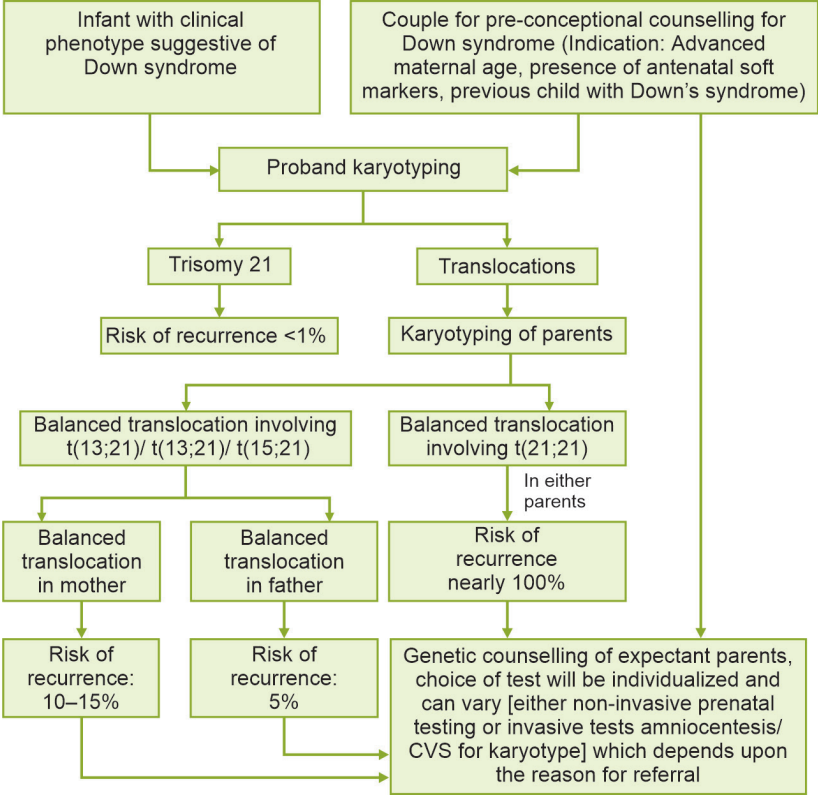 Infant with clinical
phenotype suggestive of
Down syndrome
Couple for pre-conceptional counselling for
Down syndrome (Indication: Advanced
maternal age, presence of antenatal soft
markers, previous child with Down's syndrome)
Proband karyotyping
Trisomy 21
Translocations
Risk of recurrence <1%
Karyotyping of parents
Balanced translocation involving
t(13;21)/ t(13;21)/ t(15;21)
Balanced translocation
involving t(21;21)
In either
parents
Balanced
translocation
in mother
Balanced
translocation
in father
Risk of
recurrence
nearly 100%
Risk of
recurrence:
10–15%
Risk of
recurrence:
5%
Genetic counselling of expectant parents,
choice of test will be individualized and
can vary [either non-invasive prenatal
testing or invasive tests amniocentesis/
CVS for karyotype] which depends upon
the reason for referral